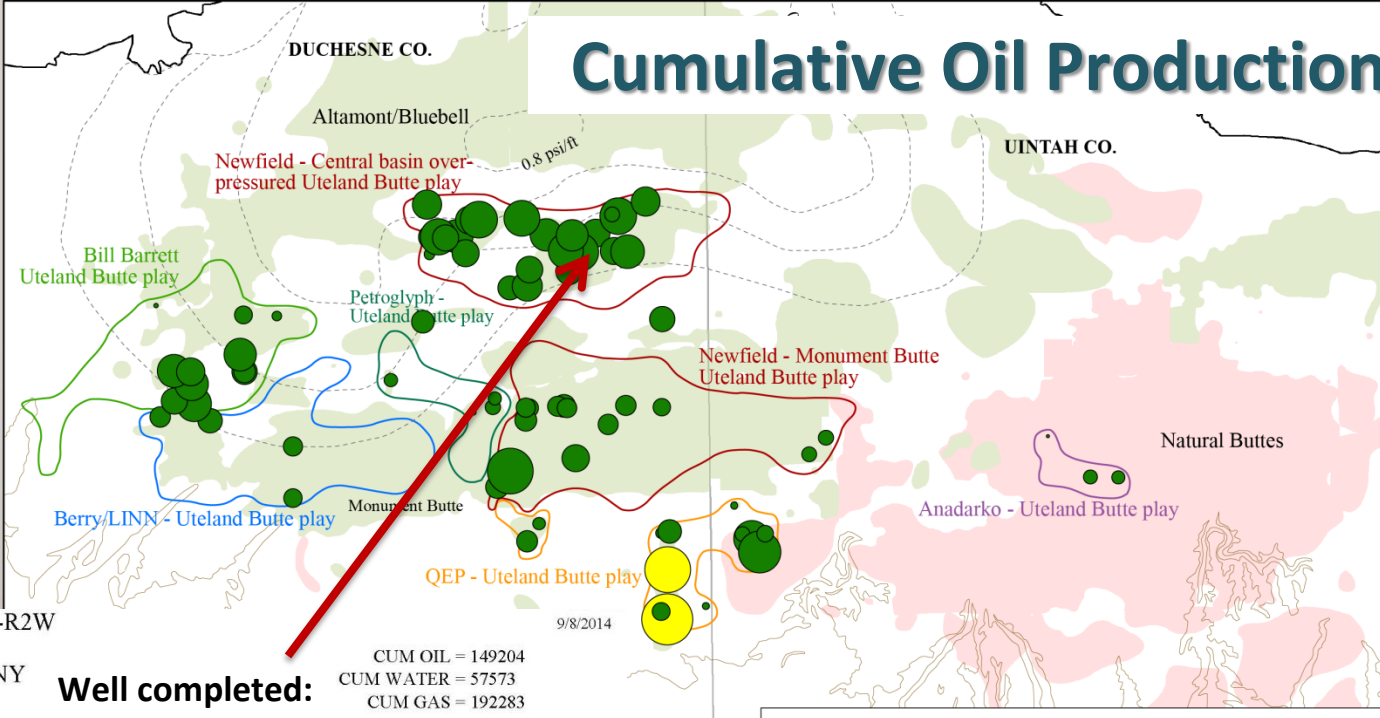 Cumulative Oil Production
DUCHESNE CO.
Altamont/Bluebell
UINTAH CO.
0.8 psi/ft
Newfield - Central basin over-
pressured Uteland Butte play
Bill Barrett
Uteland Butte play
Petroglyph -
Uteland Butte play
Newfield - Monument Butte
Uteland Butte play
Natural Buttes
Monument Butte
Anadarko - Uteland Butte play
Berry/LINN - Uteland Butte play
QEP - Uteland Butte play
-R2W
9/8/2014
NY
Well completed:
CUM OIL = 149204
CUM WATER = 57573
CUM GAS = 192283